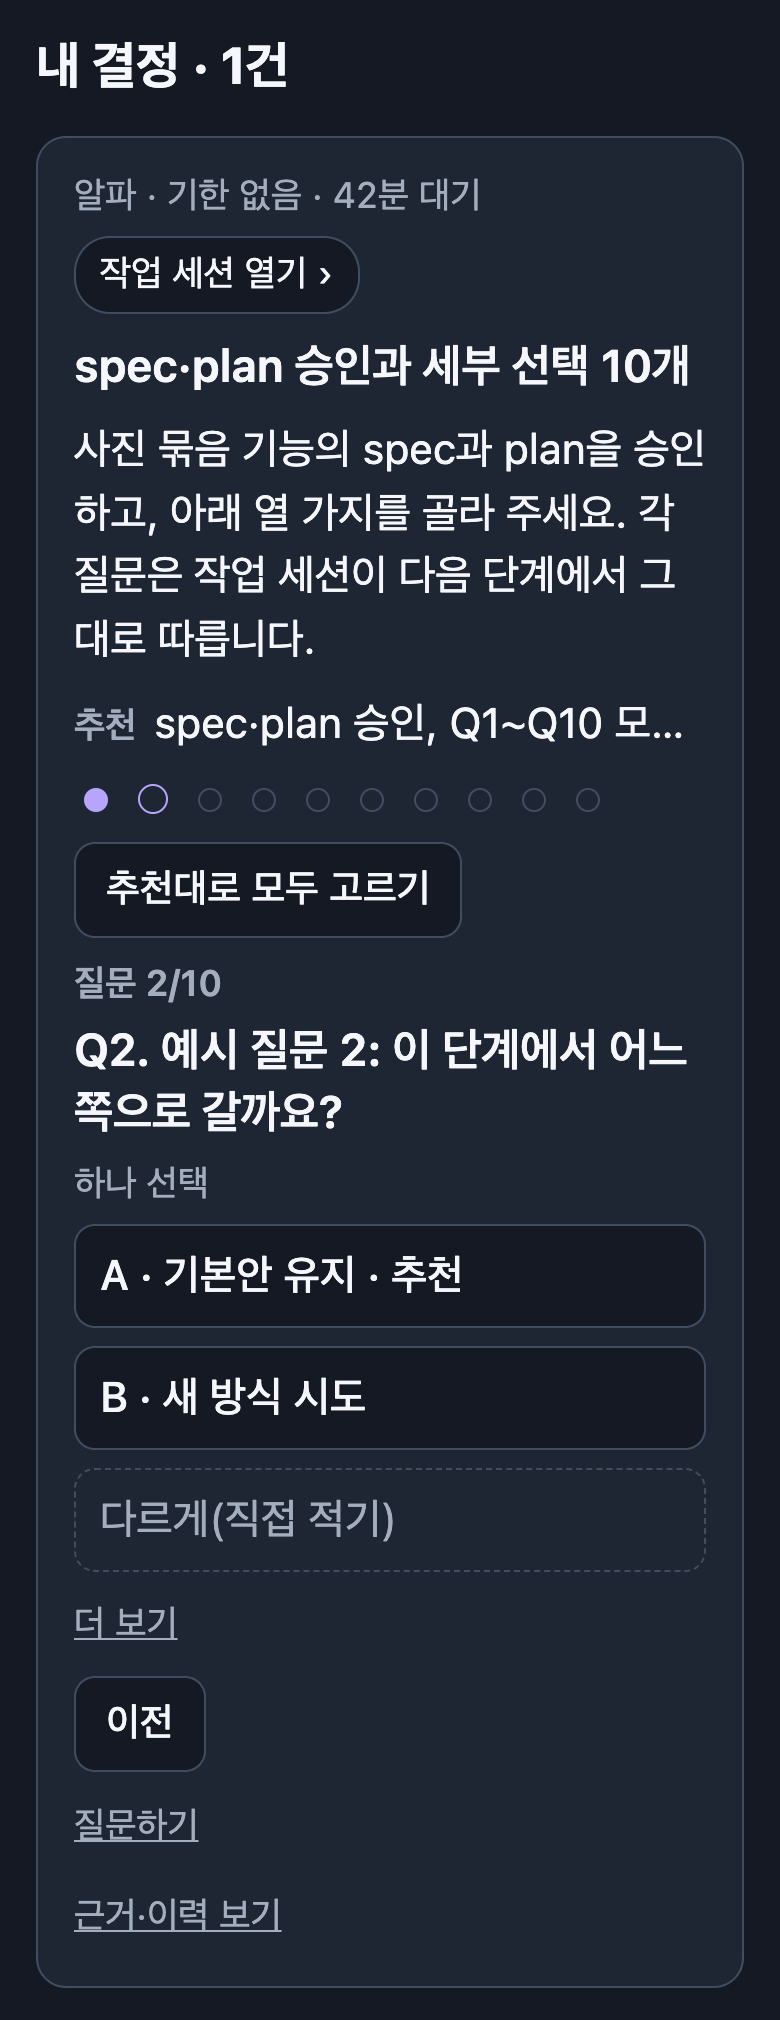 내 결정 · 1건
알파 · 기한 없음 · 42분 대기
작업 세션 열기 ›
spec·plan 승인과 세부 선택 10개
사진 묶음 기능의 spec과 plan을 승인
하고, 아래 열 가지를 골라 주세요. 각
질문은 작업 세션이 다음 단계에서 그
대로 따릅니다.
추천 spec·plan 승인, Q1~Q10 모...
추천대로 모두 고르기
질문 2/10
Q2. 예시 질문 2: 이 단계에서 어느
쪽으로 갈까요?
하나 선택
A · 기본안 유지 · 추천
B · 새 방식 시도
다르게(직접 적기)
더 보기
이전
질문하기
근거·이력 보기